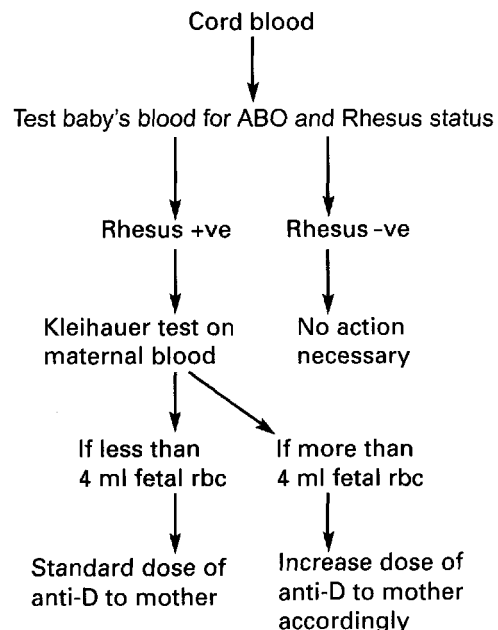 Cord blood
Test baby's blood for ABO and Rhesus status
Rhesus +ve
Rhesus -ve
Kleihauer test on
maternal blood
No action
necessary
If less than
4 ml fetal rbc
If more than
4 ml fetal rbc
Standard dose of
anti-D to mother
Increase dose of
anti-D to mother
accordingly